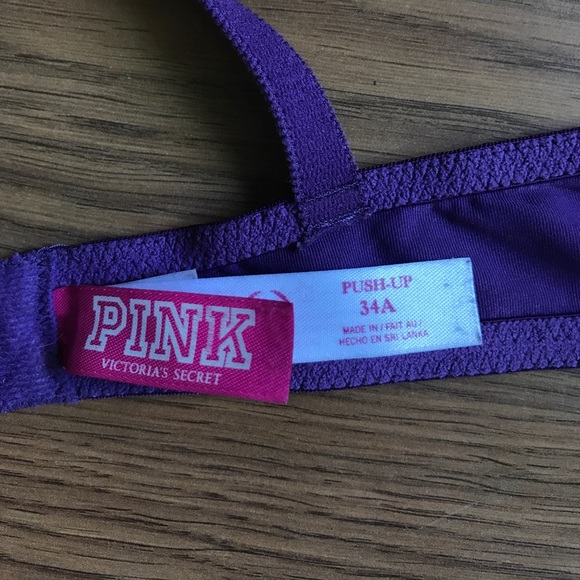 PINK
VICTORIA'S SECRET
PUSH-UP
34A
MADE IN / FAIT AU /
HECHO EN SRI LANKA